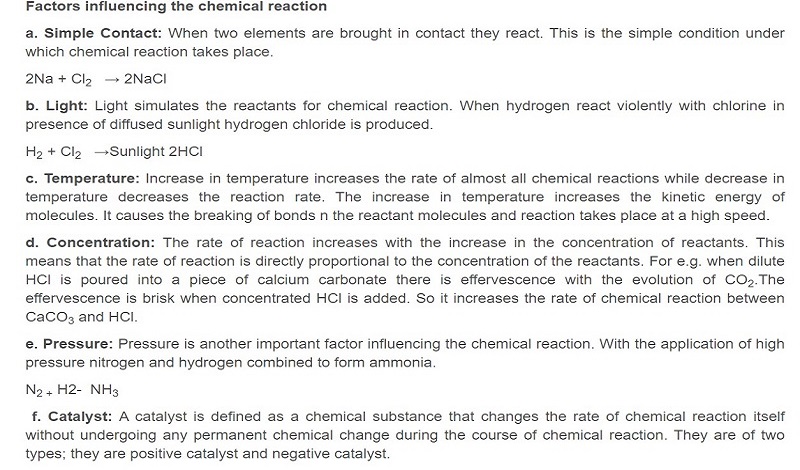 Factors influencing the chemical reaction
a. Simple Contact: When two elements are brought in contact they react. This is the simple condition under
which chemical reaction takes place.
2Na + Cl₂ → 2NaCl
b. Light: Light simulates the reactants for chemical reaction. When hydrogen react violently with chlorine in
presence of diffused sunlight hydrogen chloride is produced.
H₂ + Cl₂ →Sunlight 2HCl
c. Temperature: Increase in temperature increases the rate of almost all chemical reactions while decrease in
temperature decreases the reaction rate. The increase in temperature increases the kinetic energy of
molecules. It causes the breaking of bonds n the reactant molecules and reaction takes place at a high speed.
d. Concentration: The rate of reaction increases with the increase in the concentration of reactants. This
means that the rate of reaction is directly proportional to the concentration of the reactants. For e.g. when dilute
HCl is poured into a piece of calcium carbonate there is effervescence with the evolution of CO₂.The
effervescence is brisk when concentrated HCl is added. So it increases the rate of chemical reaction between
CaCO₃ and HCl.
e. Pressure: Pressure is another important factor influencing the chemical reaction. With the application of high
pressure nitrogen and hydrogen combined to form ammonia.
N₂ ₊ H2- NH₃
f. Catalyst: A catalyst is defined as a chemical substance that changes the rate of chemical reaction itself
without undergoing any permanent chemical change during the course of chemical reaction. They are of two
types; they are positive catalyst and negative catalyst.